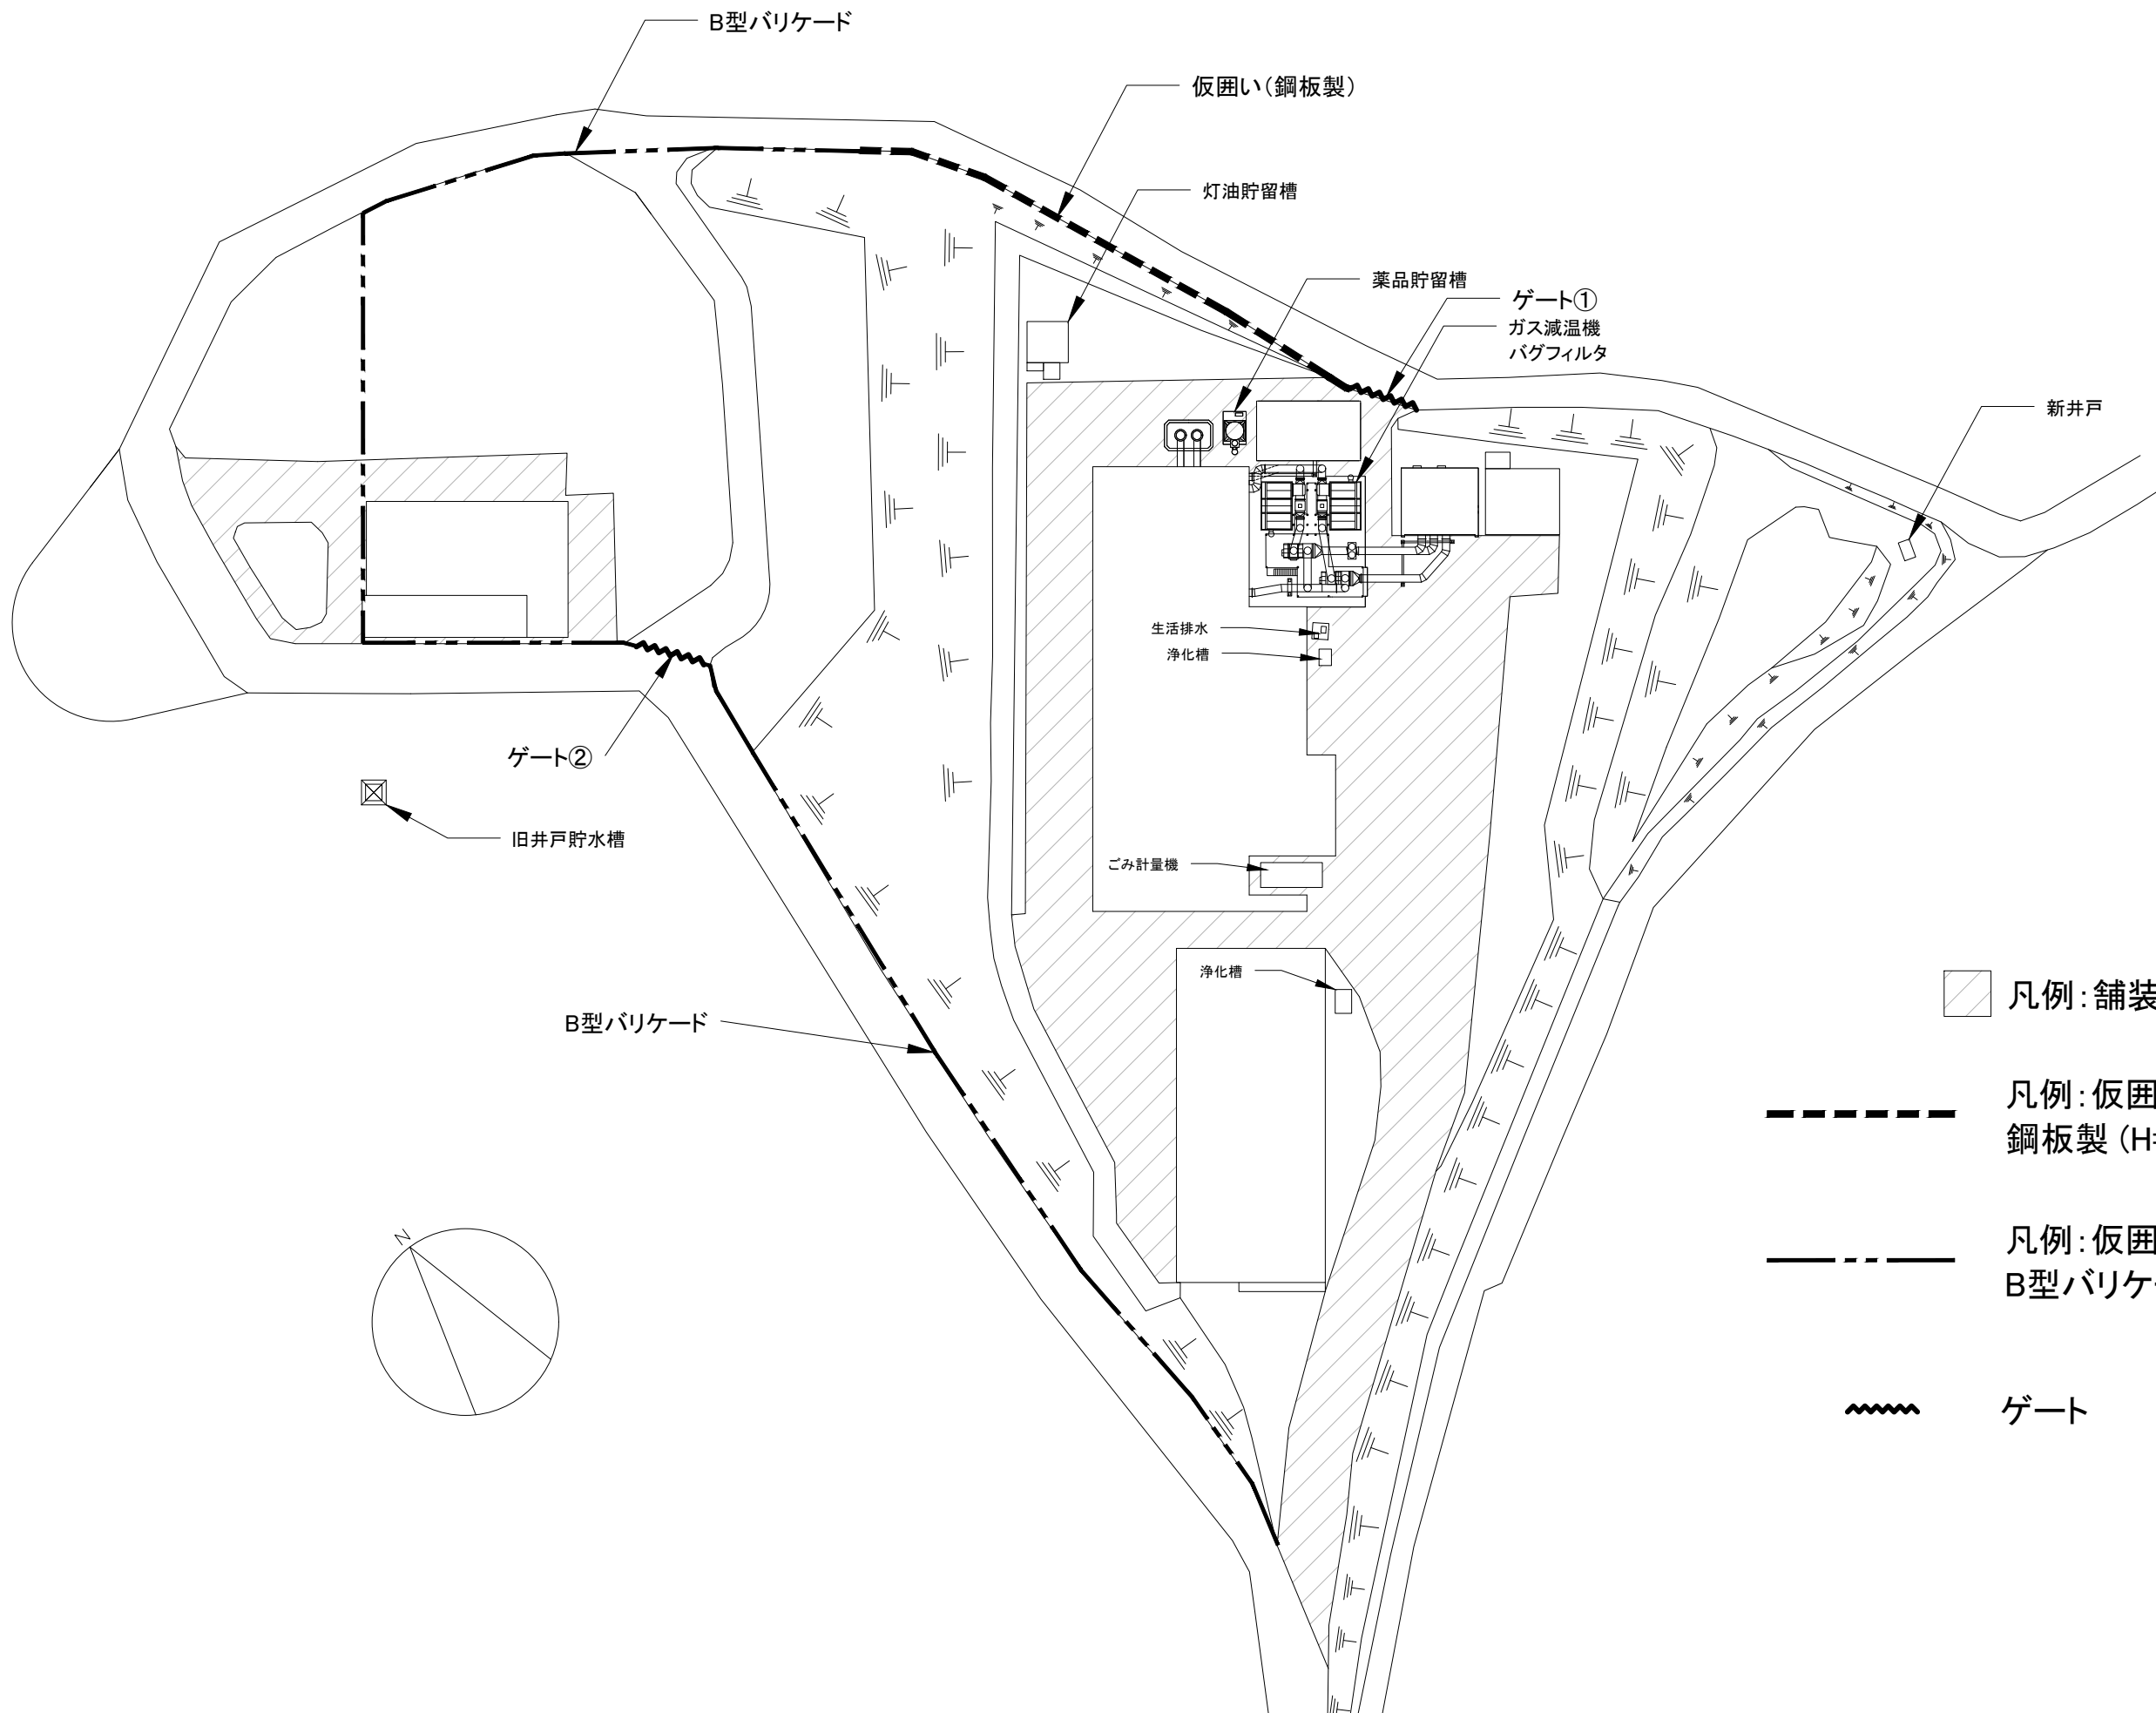 B型バリケード
仮囲い(鋼板製)
灯油貯留槽
薬品貯留槽
ゲート①
ガス減温機
バグフィルタ
新井戸
生活排水
浄化槽
ゲート②
旧井戸貯水槽
ごみ計量機
浄化槽
B型バリケード
凡例:舗装
凡例:仮囲
鋼板製(H=
凡例:仮囲
B型バリケ
ゲート
N